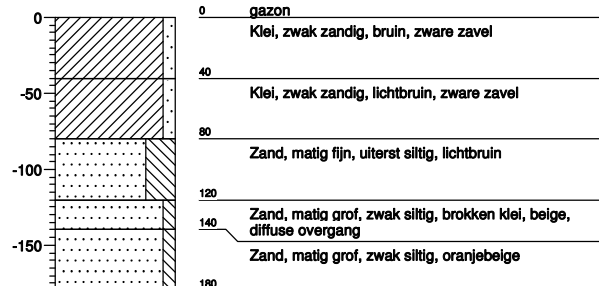 0
-50
-100
-150
0 gazon
Klei, zwak zandig, bruin, zware zavel
40
Klei, zwak zandig, lichtbruin, zware zavel
80
Zand, matig fijn, uiterst siltig, lichtbruin
120
Zand, matig grof, zwak siltig, brokken klei, beige,
diffuse overgang
140
Zand, matig grof, zwak siltig, oranjebeige
180